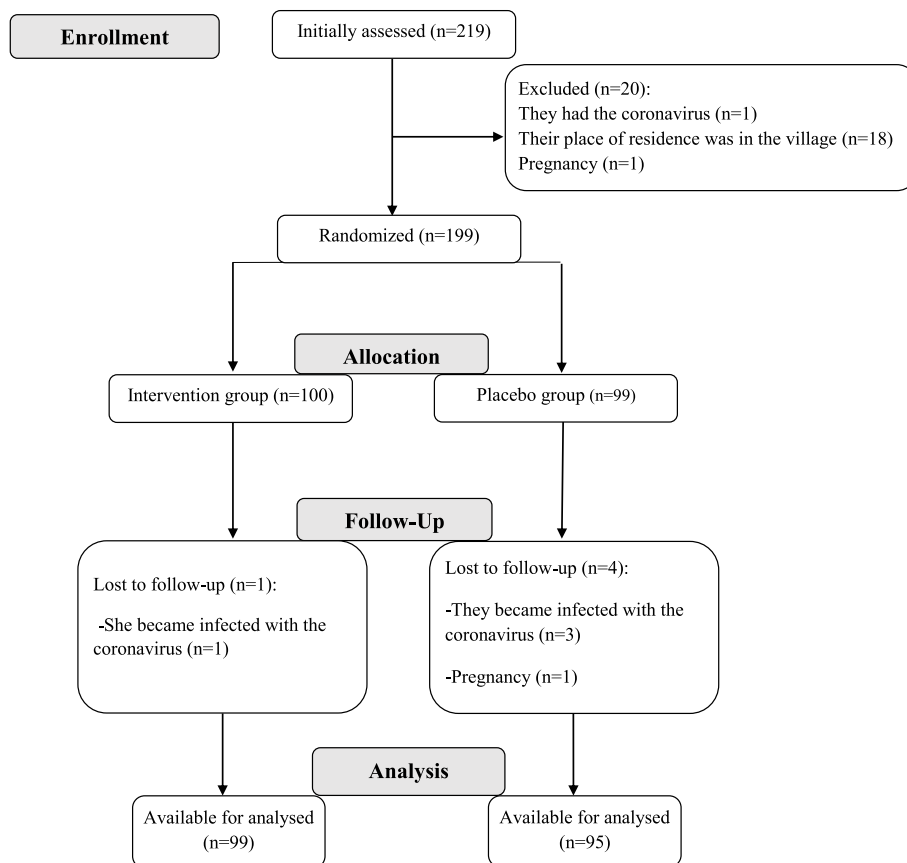 Enrollment
Initially assessed (n=219)
Excluded (n=20):
They had the coronavirus (n=1)
Their place of residence was in the village (n=18)
Pregnancy (n=1)
Randomized (n=199)
Allocation
Intervention group (n=100)
Placebo group (n=99)
Follow-Up
Lost to follow-up (n=1):
-She became infected with the
coronavirus (n=1)
Lost to follow-up (n=4):
-They became infected with the
coronavirus (n=3)
-Pregnancy (n=1)
Analysis
Available for analysed
(n=99)
Available for analysed
(n=95)